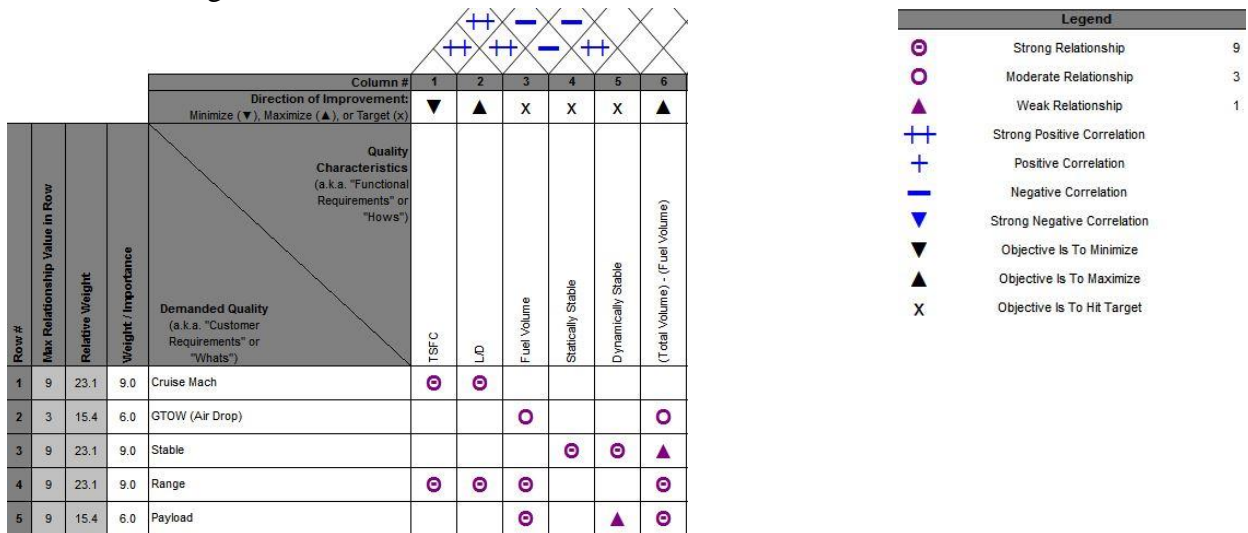 Column # 1 2 3 4 5 6
Direction of Improvement:
Minimize (▼), Maximize (▲), or Target (x) ▼ ▲ x x x ▲
Quality
Characteristics
(a.k.a. "Functional
Requirements" or
"Hows")
Demanded Quality
(a.k.a. "Customer
Requirements" or
"Whats")
Row #
Max Relationship Value in Row
Relative Weight
Weight / Importance
TSFC
L/D
Fuel Volume
Statically Stable
Dynamically Stable
(Total Volume) - (Fuel Volume)
1 9 23.1 9.0 Cruise Mach
2 3 15.4 6.0 GTOW (Air Drop)
3 9 23.1 9.0 Stable
4 9 23.1 9.0 Range
5 9 15.4 6.0 Payload
Legend
Strong Relationship 9
Moderate Relationship 3
Weak Relationship 1
Strong Positive Correlation
Positive Correlation
Negative Correlation
Strong Negative Correlation
Objective Is To Minimize
Objective Is To Maximize
x Objective Is To Hit Target